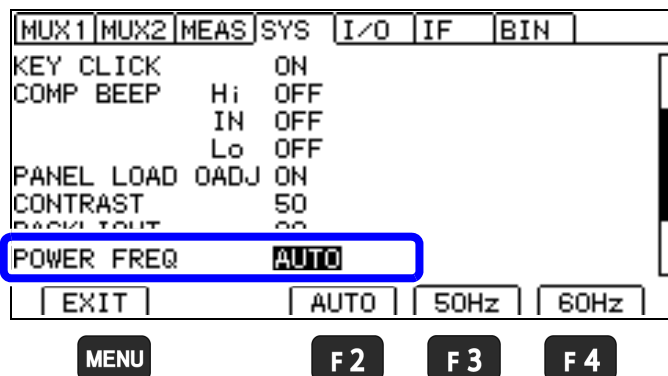 MUX1 MUX2 MEAS SYS I/O IF BIN
KEY CLICK ON
COMP BEEP Hi OFF
IN OFF
Lo OFF
PANEL LOAD OADJ ON
CONTRAST 50
POWER FREQ AUTO
EXIT AUTO 50Hz 60Hz
MENU F2 F3 F4